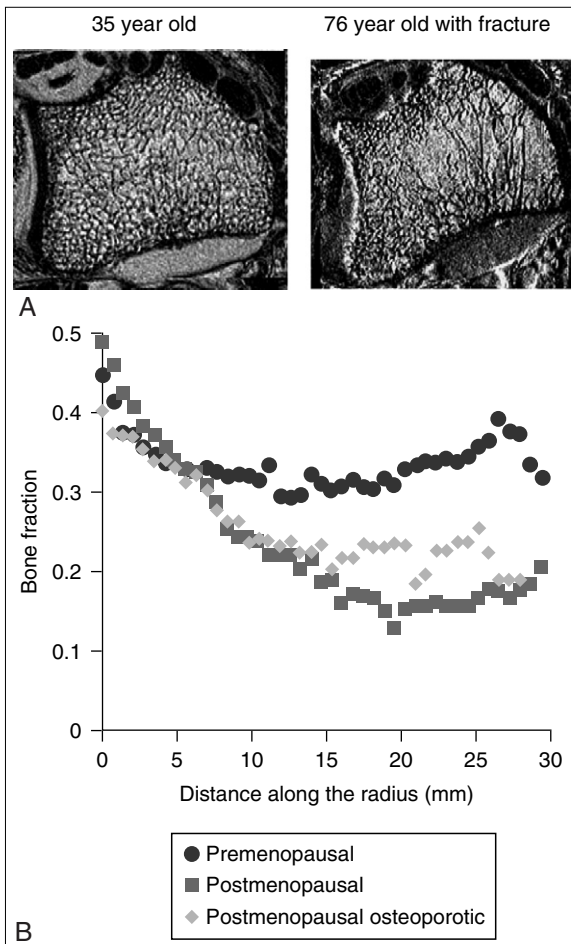 35 year old 76 year old with fracture
A
0.5
0.4
0.3
0.2
0.1
0
Bone fraction
0 5 10 15 20 25 30
Distance along the radius (mm)
Premenopausal
Postmenopausal
Postmenopausal osteoporotic
B